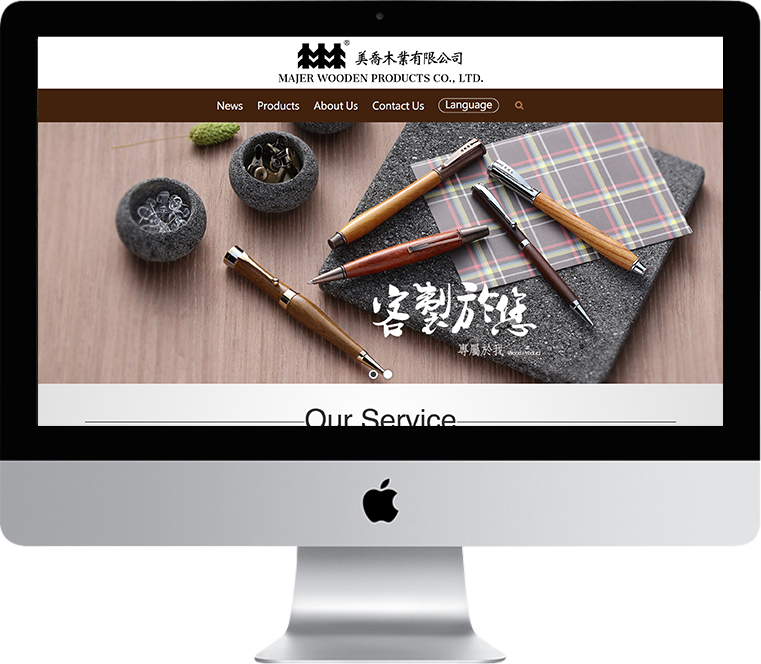 ® 美喬木業有限公司
MAJER WOODEN PRODUCTS CO., LTD.
News Products About Us Contact Us Language
客製於您
專屬於我
Our Service